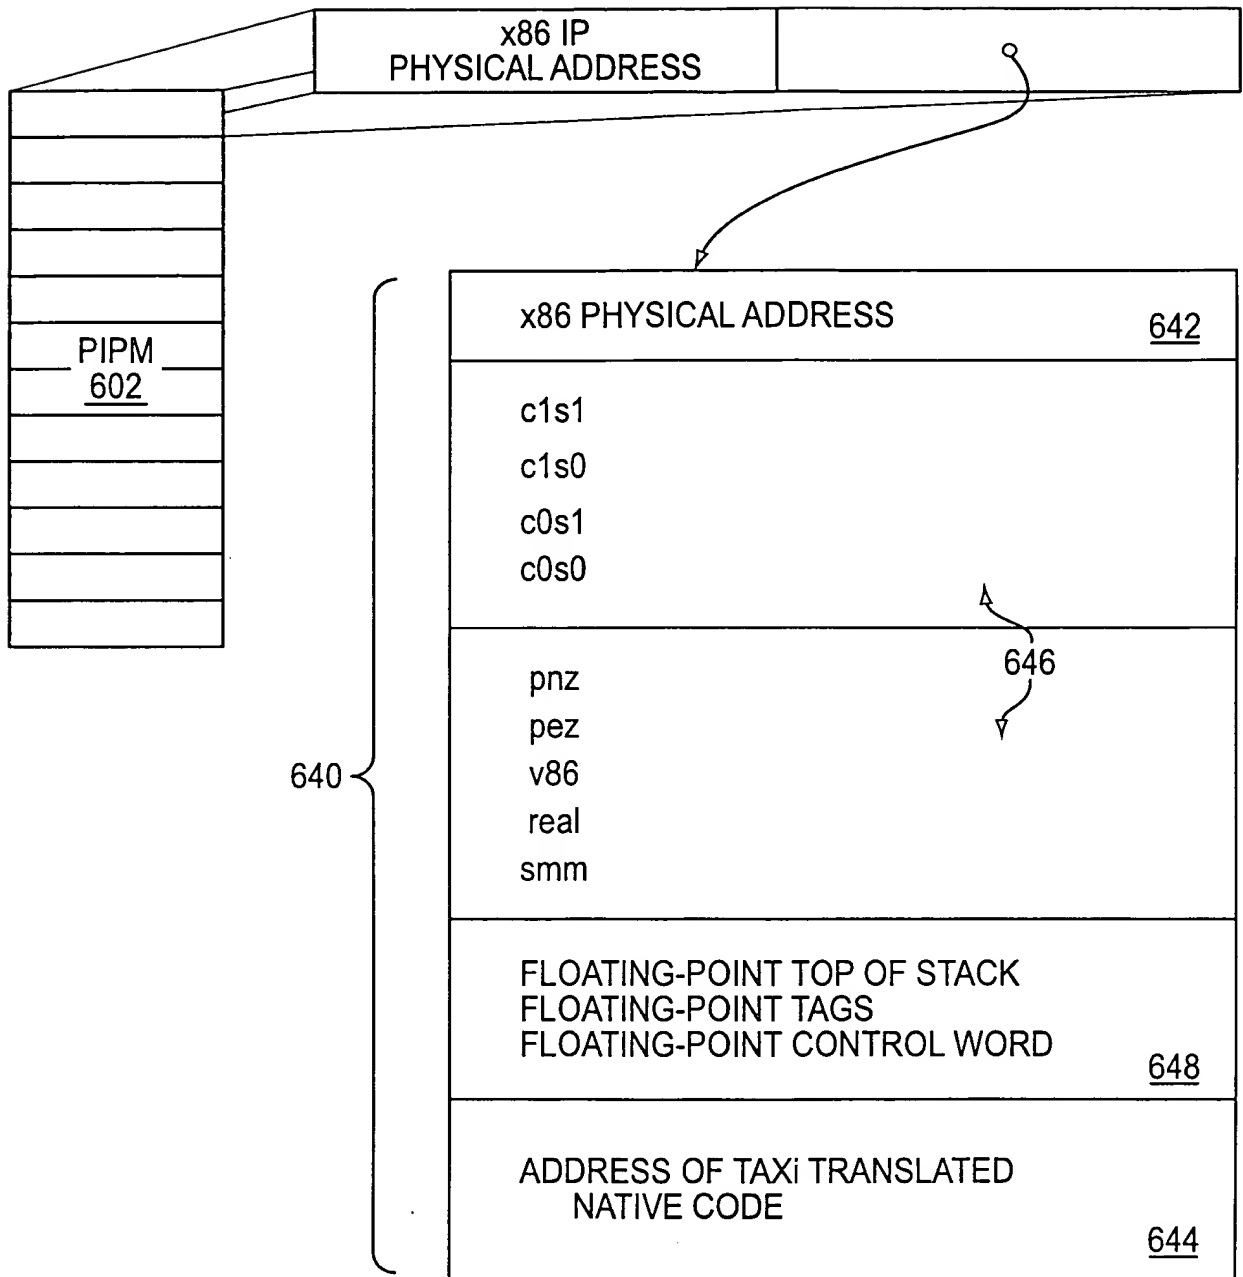 x86 IP
PHYSICAL ADDRESS
PIPM
602
x86 PHYSICAL ADDRESS
642
c1s1
c1s0
c0s1
c0s0
646
pnz
pez
v86
real
smm
640
FLOATING-POINT TOP OF STACK
FLOATING-POINT TAGS
FLOATING-POINT CONTROL WORD
648
ADDRESS OF TAXi TRANSLATED
NATIVE CODE
644